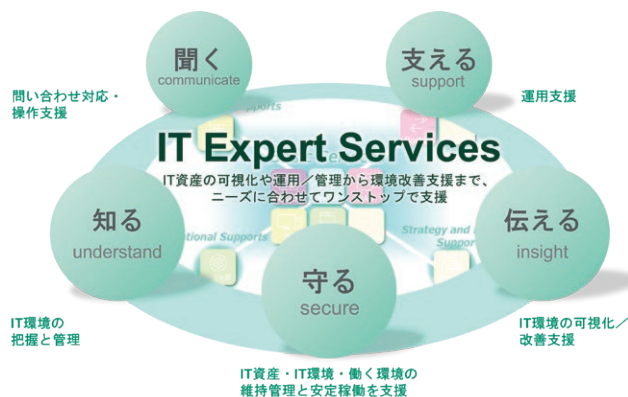 聞く
communicate
支える
support
問い合わせ対応・
操作支援
運用支援
IT Expert Services
IT資産の可視化や運用／管理から環境改善支援まで、
ニーズに合わせてワンストップで支援
知る
understand
伝える
insight
守る
secure
IT環境の
把握と管理
IT環境の可視化／
改善支援
IT資産・IT環境・働く環境の
維持管理と安定稼働を支援